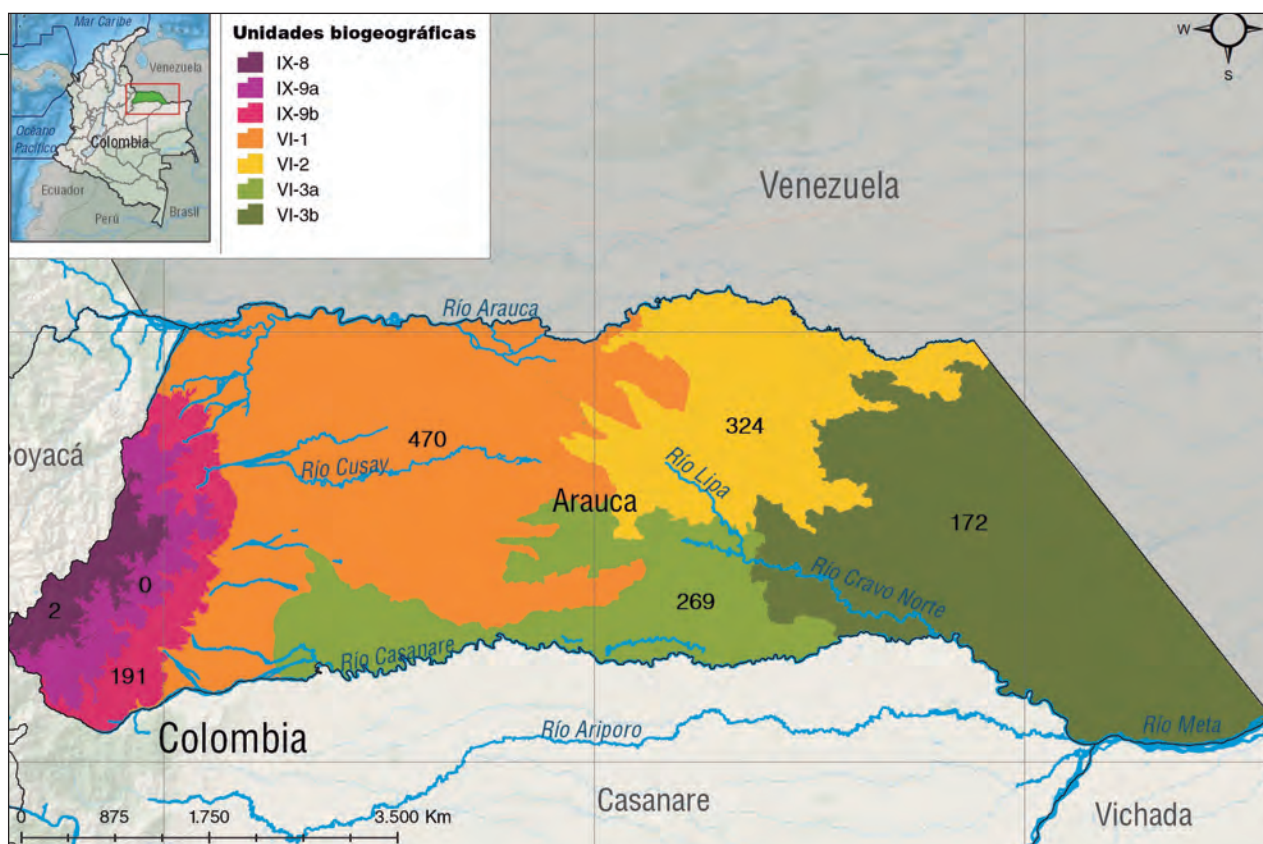 Mar Caribe
Venezuela
Océano
Pacífico
Colombia
Ecuador
Perú
Brasil
Unidades biogeográficas
IX-8
IX-9a
IX-9b
VI-1
VI-2
VI-3a
VI-3b
W
S
Venezuela
Río Arauca
oyacá
470
324
Río Cusay
Río Lipa
Arauca
172
0
2
Río Cravo Norte
269
191
Río Casanare
Colombia
Río Ariporo
Río Meta
Casanare
Vichada
0 875 1.750 3.500 Km